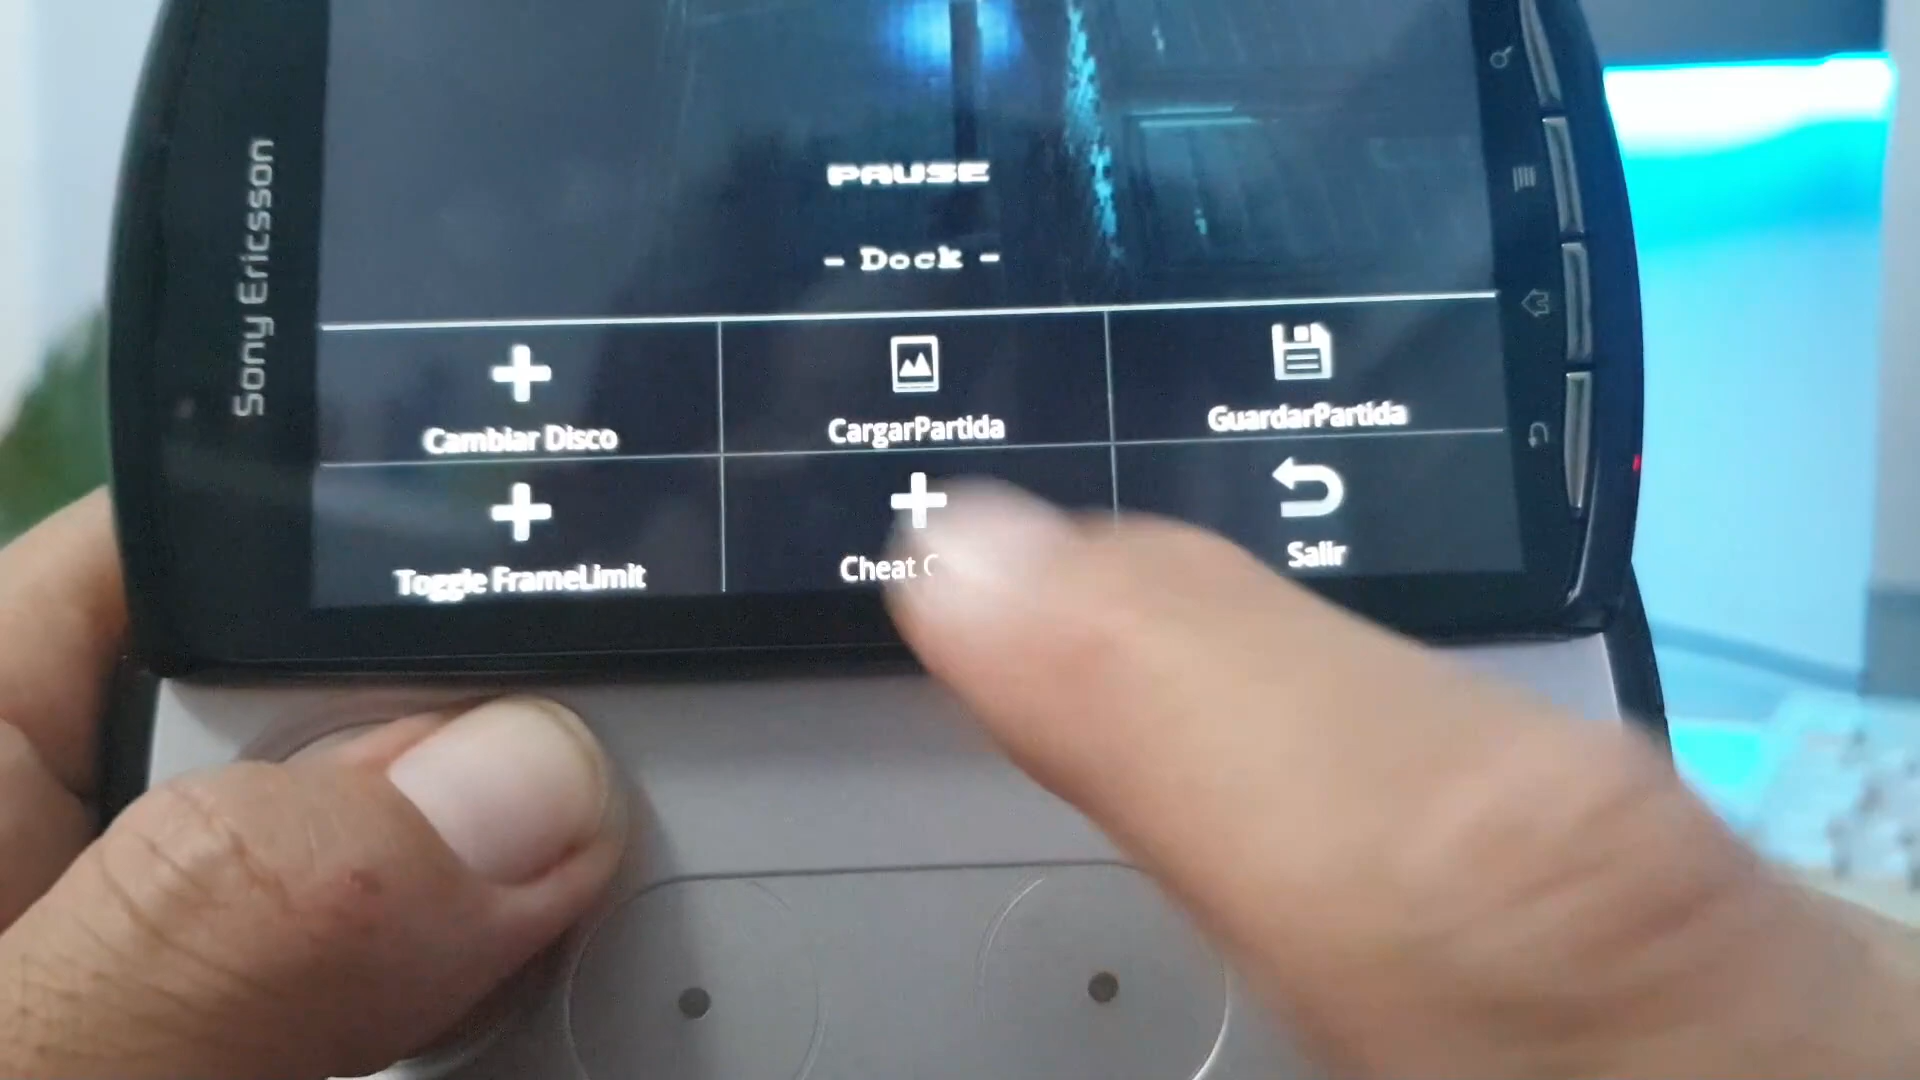 Sony Ericsson
PAUSE
- Dock -
Cambiar Disco
CargarPartida
GuardarPartida
Toggle FrameLimit
Cheat
Salir